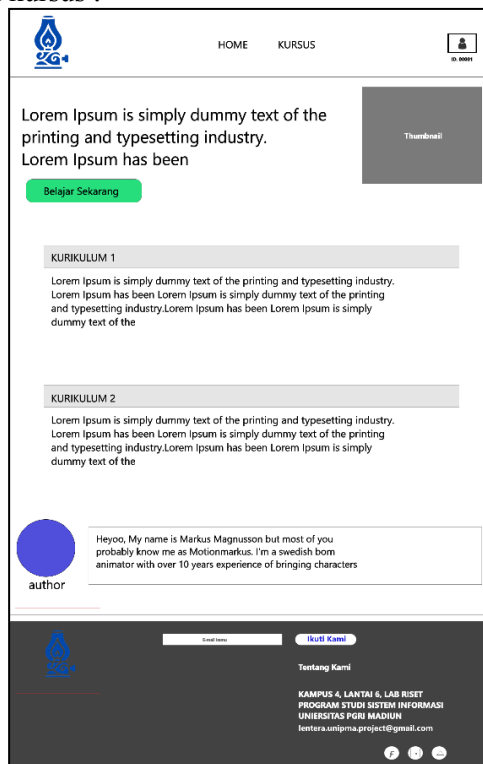 kursus .
HOME KURSUS
ID. 00001
Lorem Ipsum is simply dummy text of the
printing and typesetting industry.
Lorem Ipsum has been
Thumbnail
Belajar Sekarang
KURIKULUM 1
Lorem Ipsum is simply dummy text of the printing and typesetting industry.
Lorem Ipsum has been Lorem Ipsum is simply dummy text of the printing
and typesetting industry.Lorem Ipsum has been Lorem Ipsum is simply
dummy text of the
KURIKULUM 2
Lorem Ipsum is simply dummy text of the printing and typesetting industry.
Lorem Ipsum has been Lorem Ipsum is simply dummy text of the printing
and typesetting industry.Lorem Ipsum has been Lorem Ipsum is simply
dummy text of the
Heyoo, My name is Markus Magnusson but most of you
probably know me as Motionmarkus. I'm a swedish born
animator with over 10 years experience of bringing characters
author
Ikuti Kami
Tentang Kami
KAMPUS 4, LANTAI 6, LAB RISET
PROGRAM STUDI SISTEM INFORMASI
UNIERSITAS PGRI MADIUN
lentera.unipma.project@gmail.com